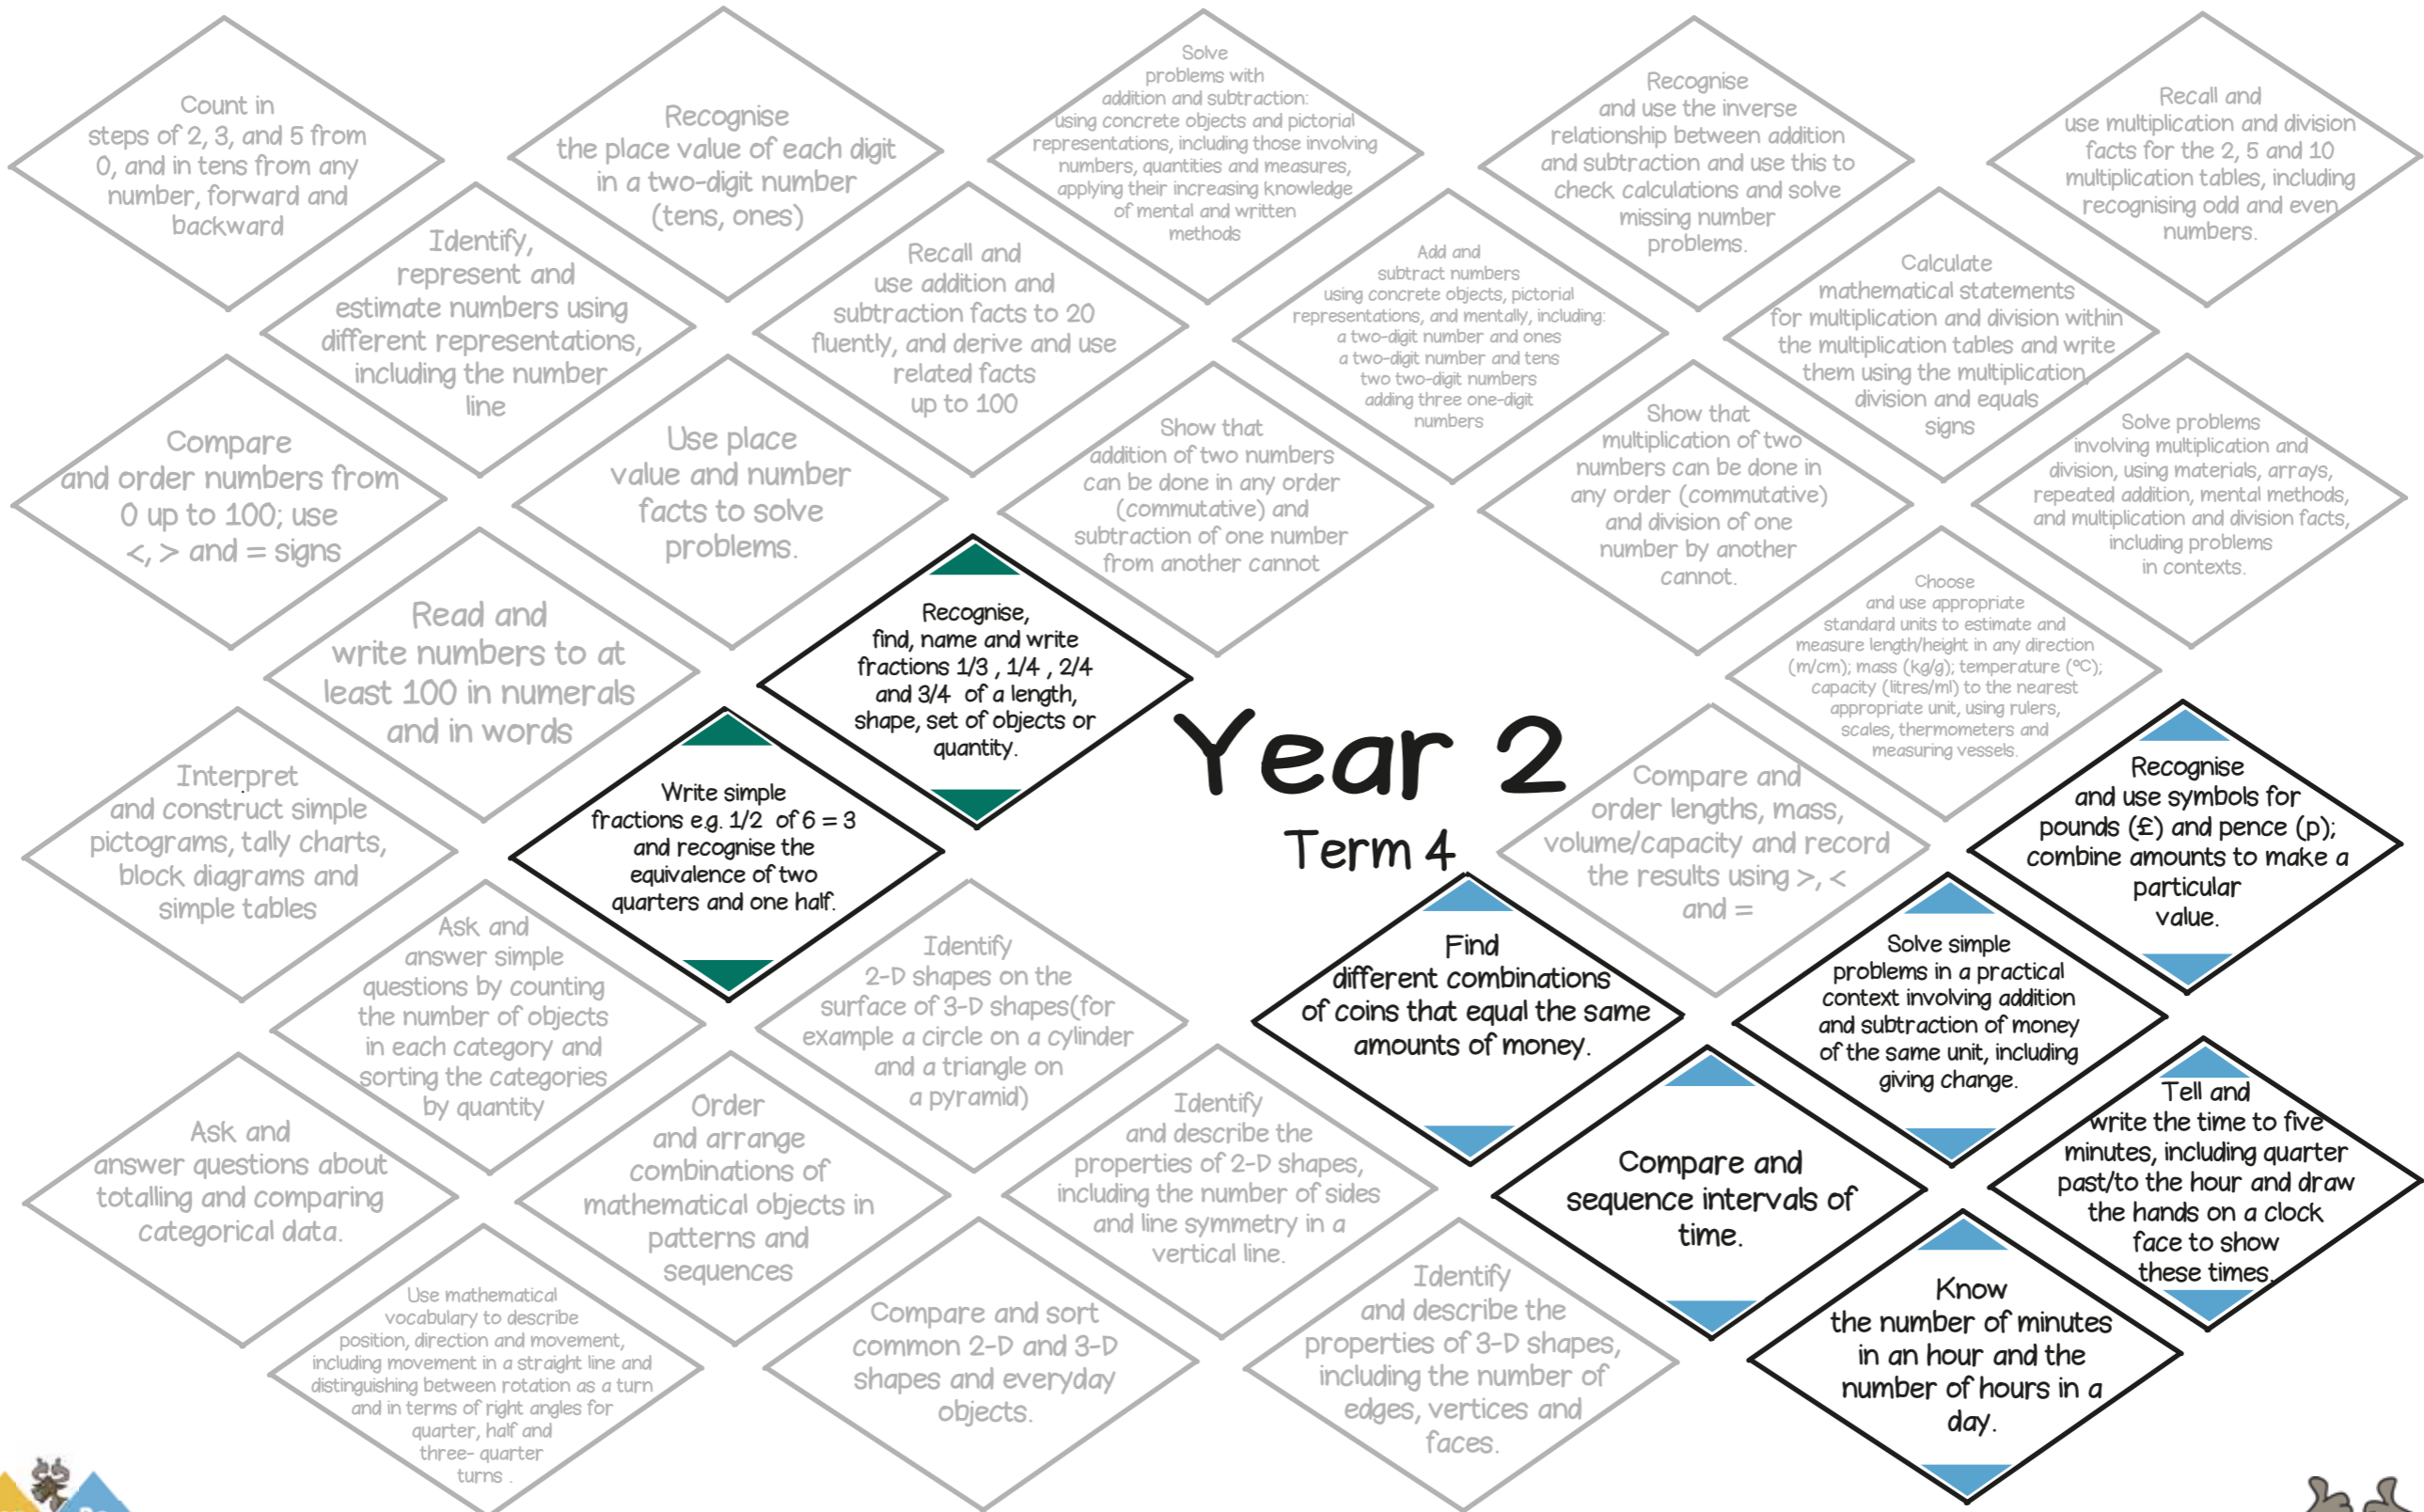 Count in
steps of 2, 3, and 5 from
0, and in tens from any
number, forward and
backward
Recognise
the place value of each digit
in a two-digit number
(tens, ones)
Solve
problems with
addition and subtraction:
using concrete objects and pictorial
representations, including those involving
numbers, quantities and measures,
applying their increasing knowledge
of mental and written
methods
Recognise
and use the inverse
relationship between addition
and subtraction and use this to
check calculations and solve
missing number
problems.
Recall and
use multiplication and division
facts for the 2, 5 and 10
multiplication tables, including
recognising odd and even
numbers.
Identify,
represent and
estimate numbers using
different representations,
including the number
line
Recall and
use addition and
subtraction facts to 20
fluently, and derive and use
related facts
up to 100
Add and
subtract numbers
using concrete objects, pictorial
representations, and mentally, including:
a two-digit number and ones
a two-digit number and tens
two two-digit numbers
adding three one-digit
numbers
Calculate
mathematical statements
for multiplication and division within
the multiplication tables and write
them using the multiplication,
division and equals
signs
Compare
and order numbers from
0 up to 100; use
<, > and = signs
Use place
value and number
facts to solve
problems.
Show that
addition of two numbers
can be done in any order
(commutative) and
subtraction of one number
from another cannot
Show that
multiplication of two
numbers can be done in
any order (commutative)
and division of one
number by another
cannot.
Solve problems
involving multiplication and
division, using materials, arrays,
repeated addition, mental methods,
and multiplication and division facts,
including problems
in contexts.
Read and
write numbers to at
least 100 in numerals
and in words
Recognise,
find, name and write
fractions 1/3 , 1/4 , 2/4
and 3/4 of a length,
shape, set of objects or
quantity.
Choose
and use appropriate
standard units to estimate and
measure length/height in any direction
(m/cm); mass (kg/g); temperature (°C);
capacity (litres/ml) to the nearest
appropriate unit, using rulers,
scales, thermometers and
measuring vessels.
Year 2
Term 4
Interpret
and construct simple
pictograms, tally charts,
block diagrams and
simple tables
Write simple
fractions e.g. 1/2 of 6 = 3
and recognise the
equivalence of two
quarters and one half.
Compare and
order lengths, mass,
volume/capacity and record
the results using >, <
and =
Recognise
and use symbols for
pounds (£) and pence (p);
combine amounts to make a
particular
value.
Ask and
answer simple
questions by counting
the number of objects
in each category and
sorting the categories
by quantity
Identify
2-D shapes on the
surface of 3-D shapes(for
example a circle on a cylinder
and a triangle on
a pyramid)
Find
different combinations
of coins that equal the same
amounts of money.
Solve simple
problems in a practical
context involving addition
and subtraction of money
of the same unit, including
giving change.
Ask and
answer questions about
totalling and comparing
categorical data.
Order
and arrange
combinations of
mathematical objects in
patterns and
sequences
Identify
and describe the
properties of 2-D shapes,
including the number of sides
and line symmetry in a
vertical line.
Compare and
sequence intervals of
time.
Tell and
write the time to five
minutes, including quarter
past/to the hour and draw
the hands on a clock
face to show
these times.
Use mathematical
vocabulary to describe
position, direction and movement,
including movement in a straight line and
distinguishing between rotation as a turn
and in terms of right angles for
quarter, half and
three- quarter
turns .
Compare and sort
common 2-D and 3-D
shapes and everyday
objects.
Identify
and describe the
properties of 3-D shapes,
including the number of
edges, vertices and
faces.
Know
the number of minutes
in an hour and the
number of hours in a
day.